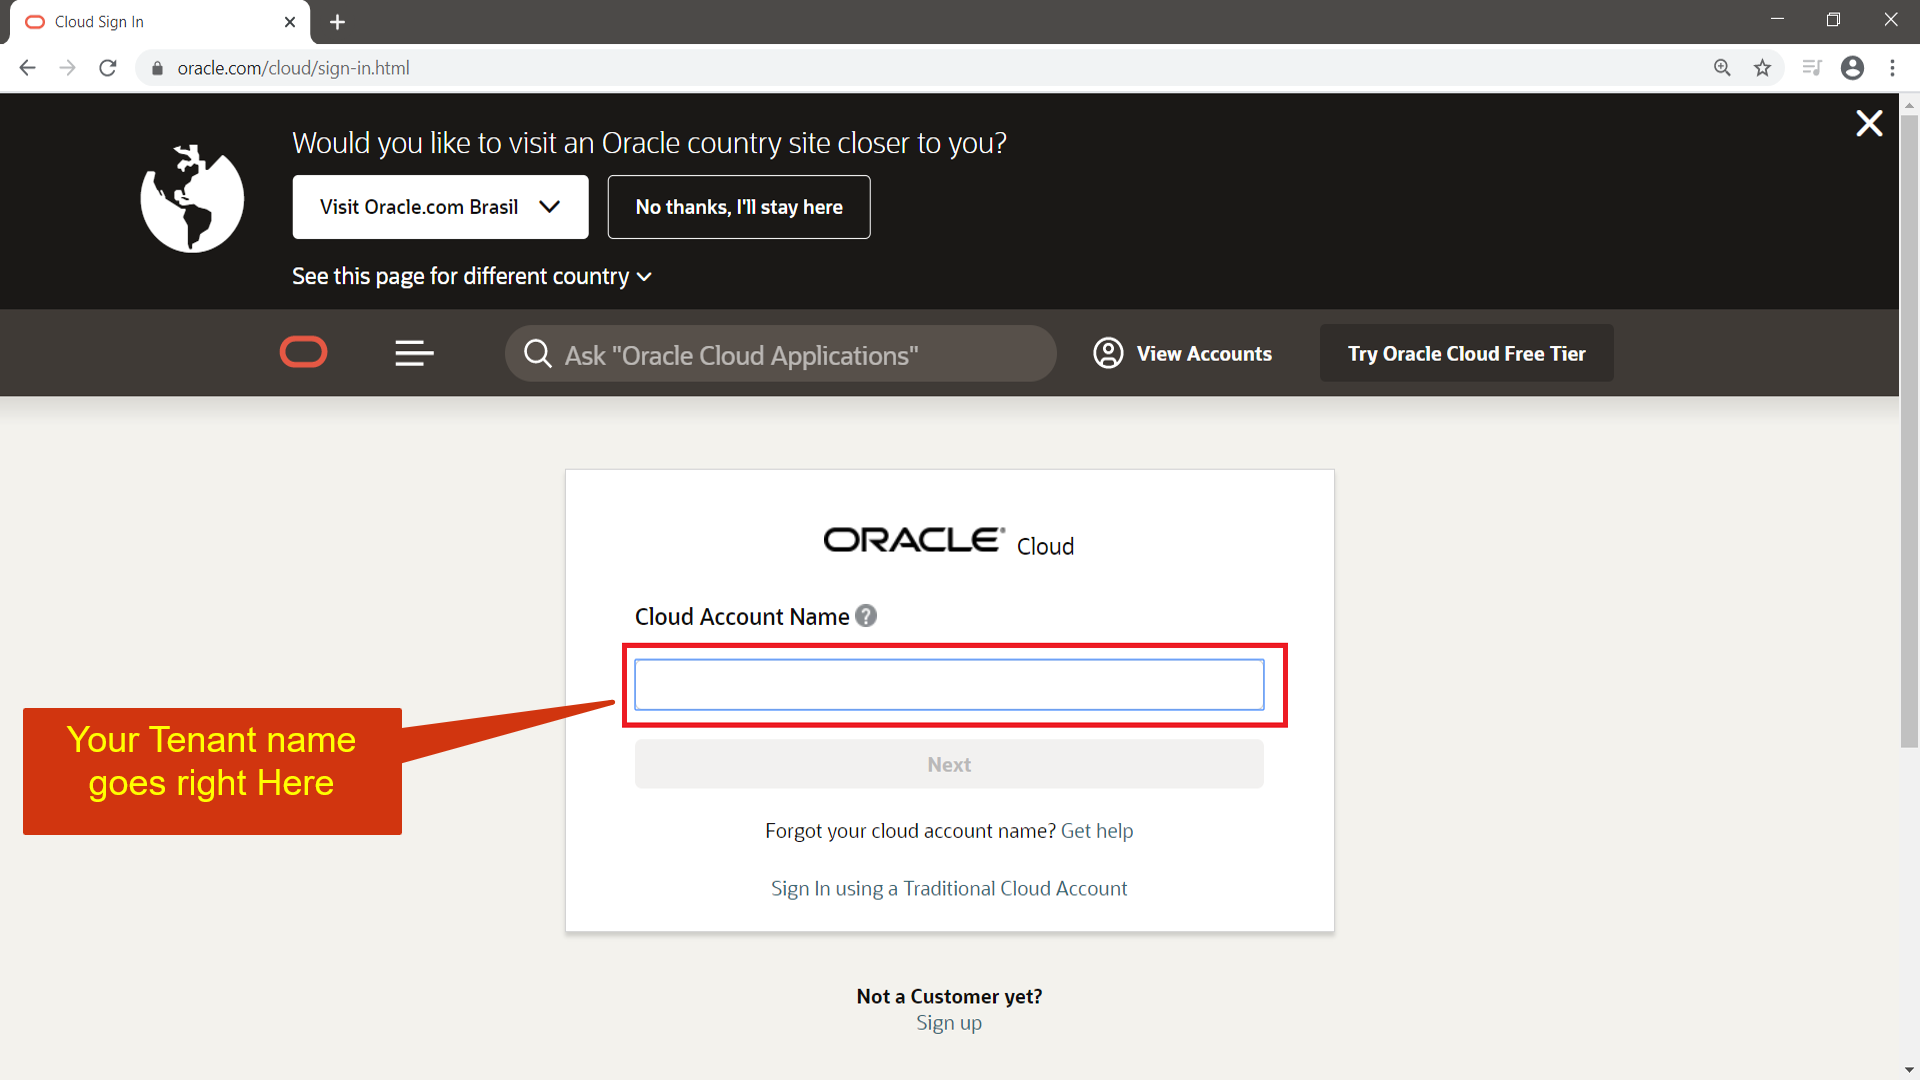 Cloud Sign In
oracle.com/cloud/sign-in.html
Would you like to visit an Oracle country site closer to you?
Visit Oracle.com Brasil
No thanks, I'll stay here
See this page for different country
Ask "Oracle Cloud Applications"
View Accounts
Try Oracle Cloud Free Tier
ORACLE® Cloud
Cloud Account Name ?
Your Tenant name
goes right Here
Next
Forgot your cloud account name? Get help
Sign In using a Traditional Cloud Account
Not a Customer yet?
Sign up